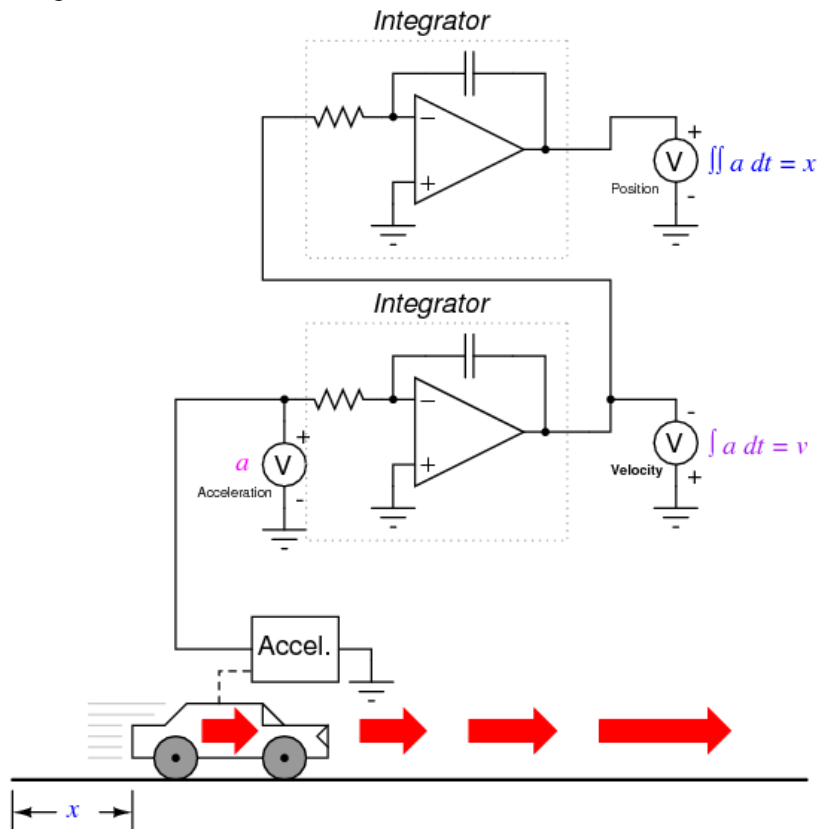 Integrator
−
+
V
+
-
Position
∫∫ a dt = x
Integrator
−
+
a
V
+
-
Acceleration
V
-
+
Velocity
∫ a dt = v
Accel.
x